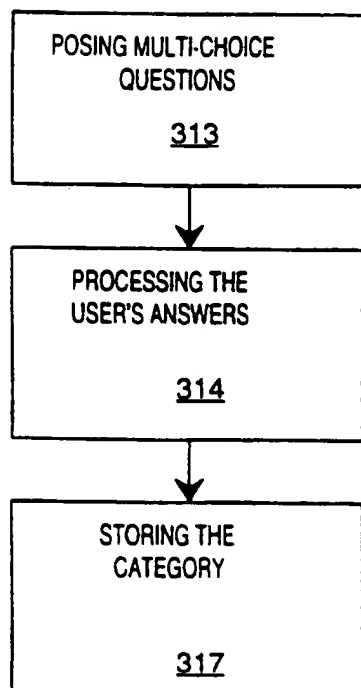 POSING MULTI-CHOICE
QUESTIONS
313
PROCESSING THE
USER'S ANSWERS
314
STORING THE
CATEGORY
317